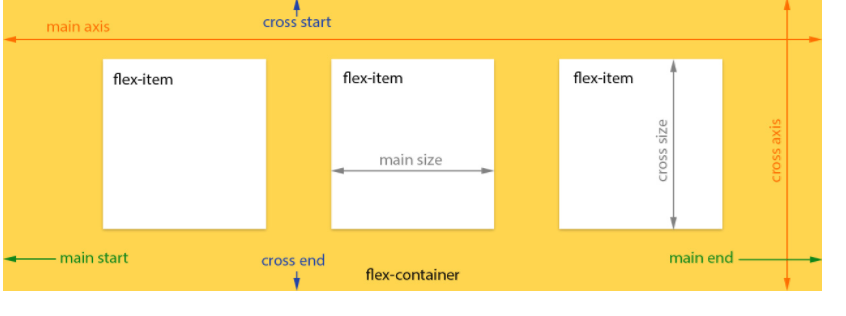 cross start
main axis
flex-item
flex-item
flex-item
main size
cross size
cross axis
main start
cross end
main end
flex-container